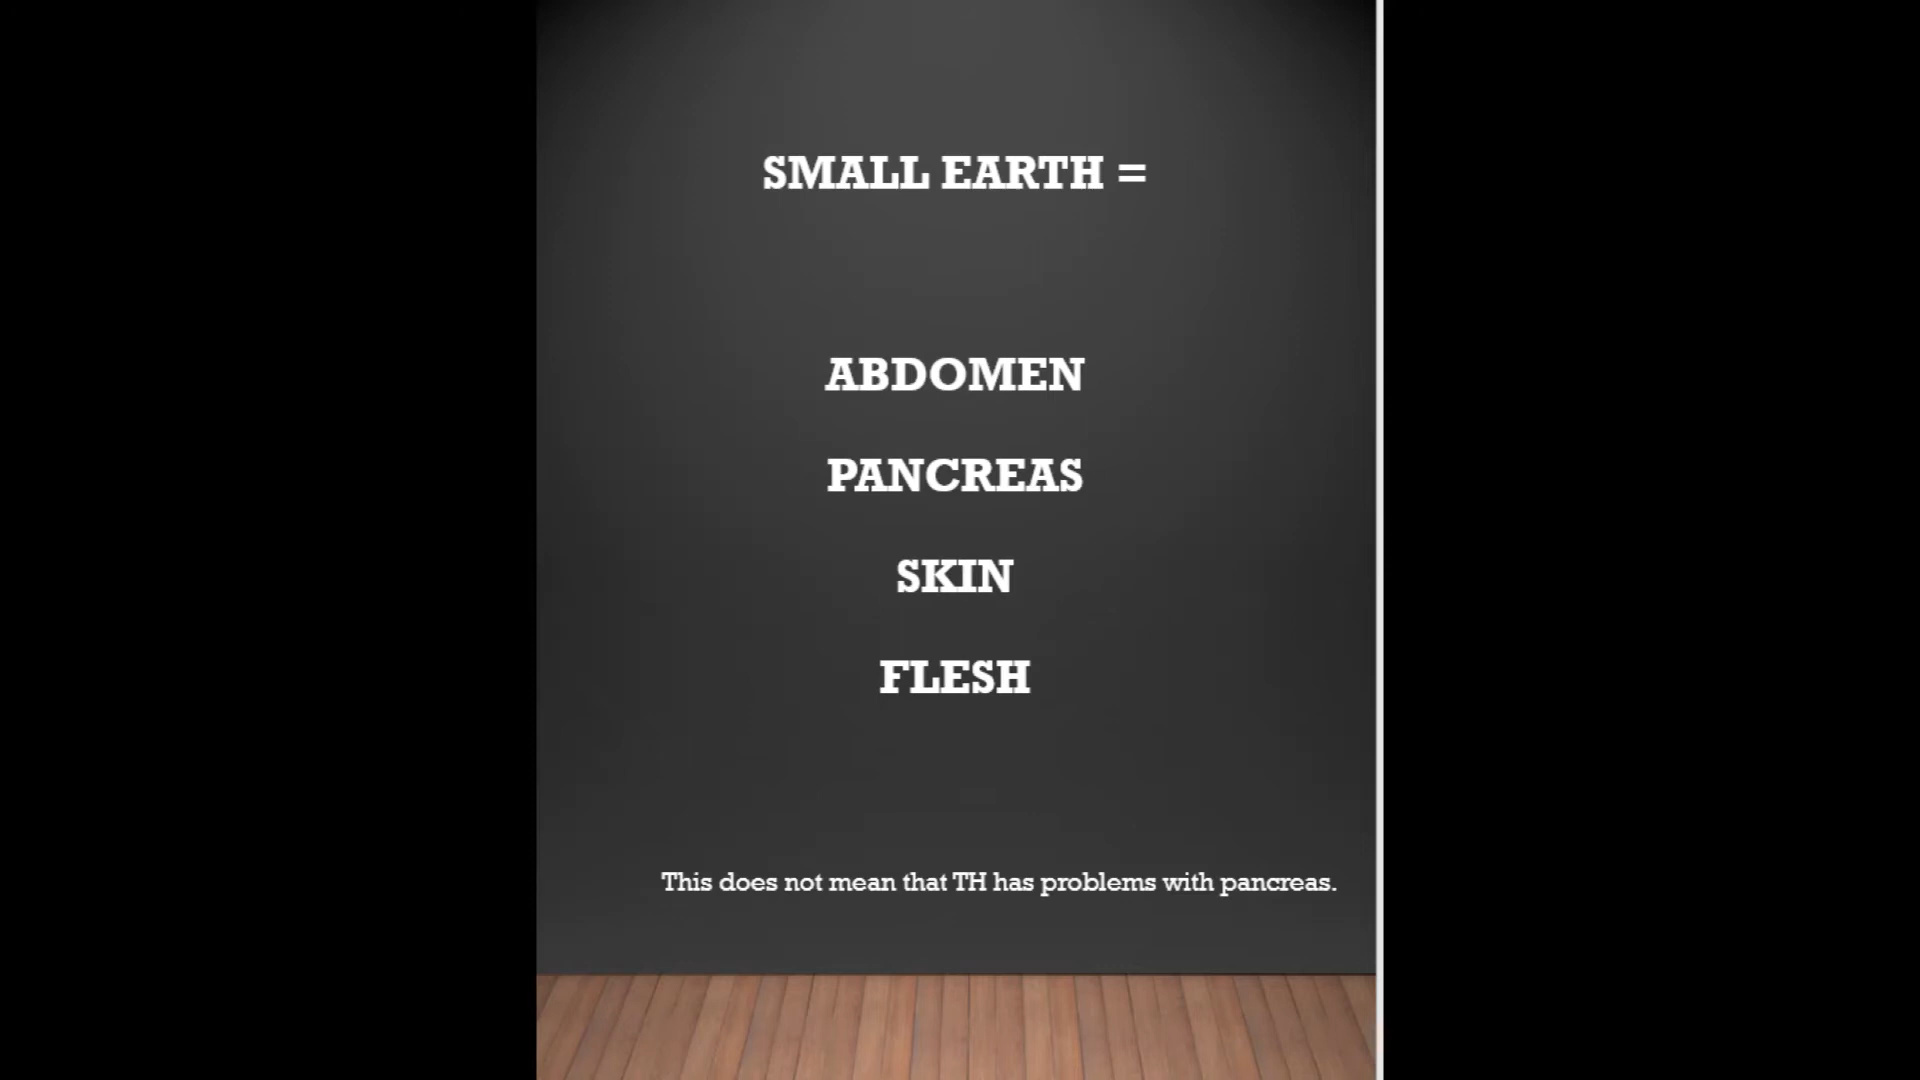 SMALL EARTH =
ABDOMEN
PANCREAS
SKIN
FLESH
This does not mean that TH has problems with pancreas.